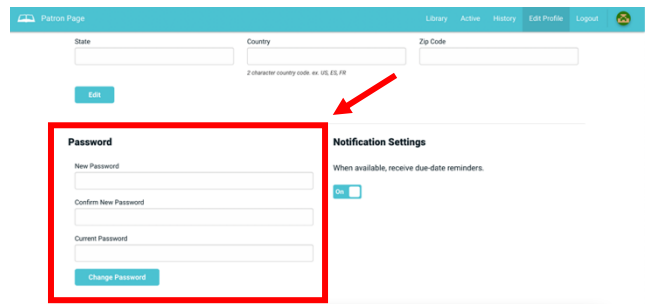 Patron Page Library Active History Edit Profile Logout
State Country Zip Code
2 character country code. ex: US, ES, FR
Edit
Password Notification Settings
New Password When available, receive due-date reminders.
On
Confirm New Password
Current Password
Change Password